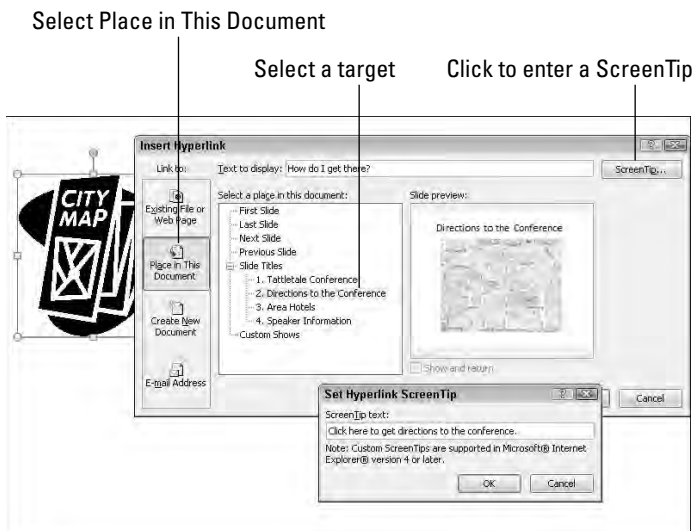 Select Place in This Document
Select a target
Click to enter a ScreenTip
Insert Hyperlink
Link to:
Text to display: How do I get there?
ScreenTip...
CITY
MAP
Existing File or
Web Page
Place in This
Document
Create New
Document
E-mail Address
Select a place in this document:
First Slide
Last Slide
Next Slide
Previous Slide
Slide Titles
1. Tattletale Conference
2. Directions to the Conference
3. Area Hotels
4. Speaker Information
Custom Shows
Slide preview:
Directions to the Conference
Show and return
Cancel
Set Hyperlink ScreenTip
ScreenTip text:
Click here to get directions to the conference.
Note: Custom ScreenTips are supported in Microsoft® Internet
Explorer® version 4 or later.
OK
Cancel